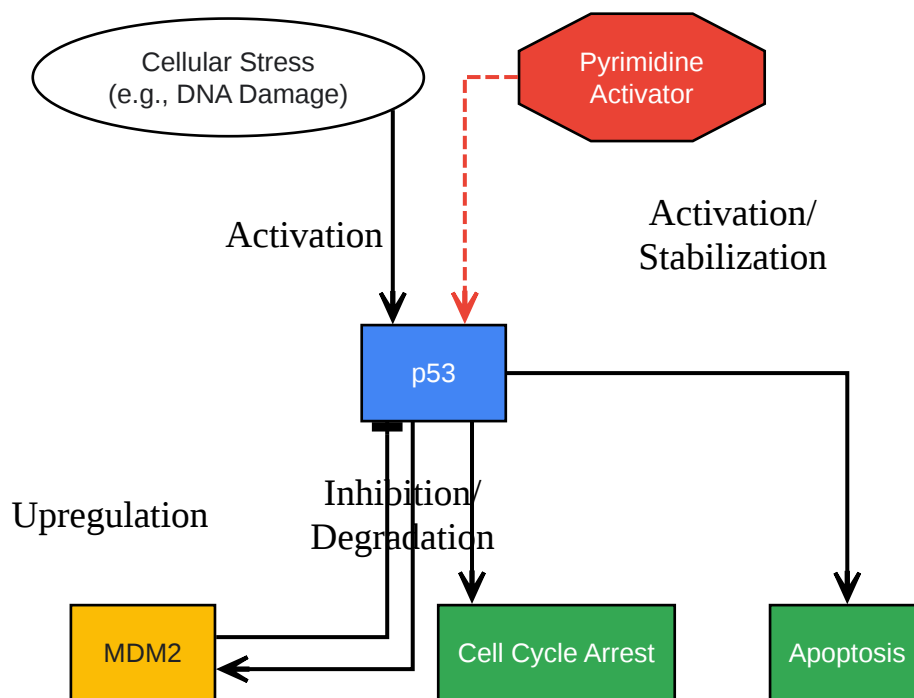 Cellular Stress
(e.g., DNA Damage)
Pyrimidine
Activator
Activation
Activation/
Stabilization
p53
Upregulation
Inhibition/
Degradation
MDM2
Cell Cycle Arrest
Apoptosis